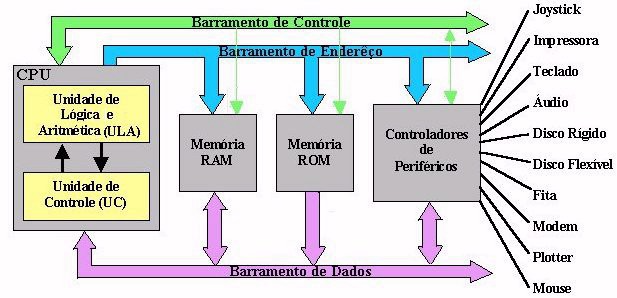 Barramento de Controle
Barramento de Enderêço
CPU
Unidade de
Lógica e
Aritmética (ULA)
Unidade de
Controle (UC)
Memória
RAM
Memória
ROM
Controladores
de
Periféricos
Joystick
Impressora
Teclado
Áudio
Disco Rígido
Disco Flexível
Fita
Modem
Plotter
Mouse
Barramento de Dados